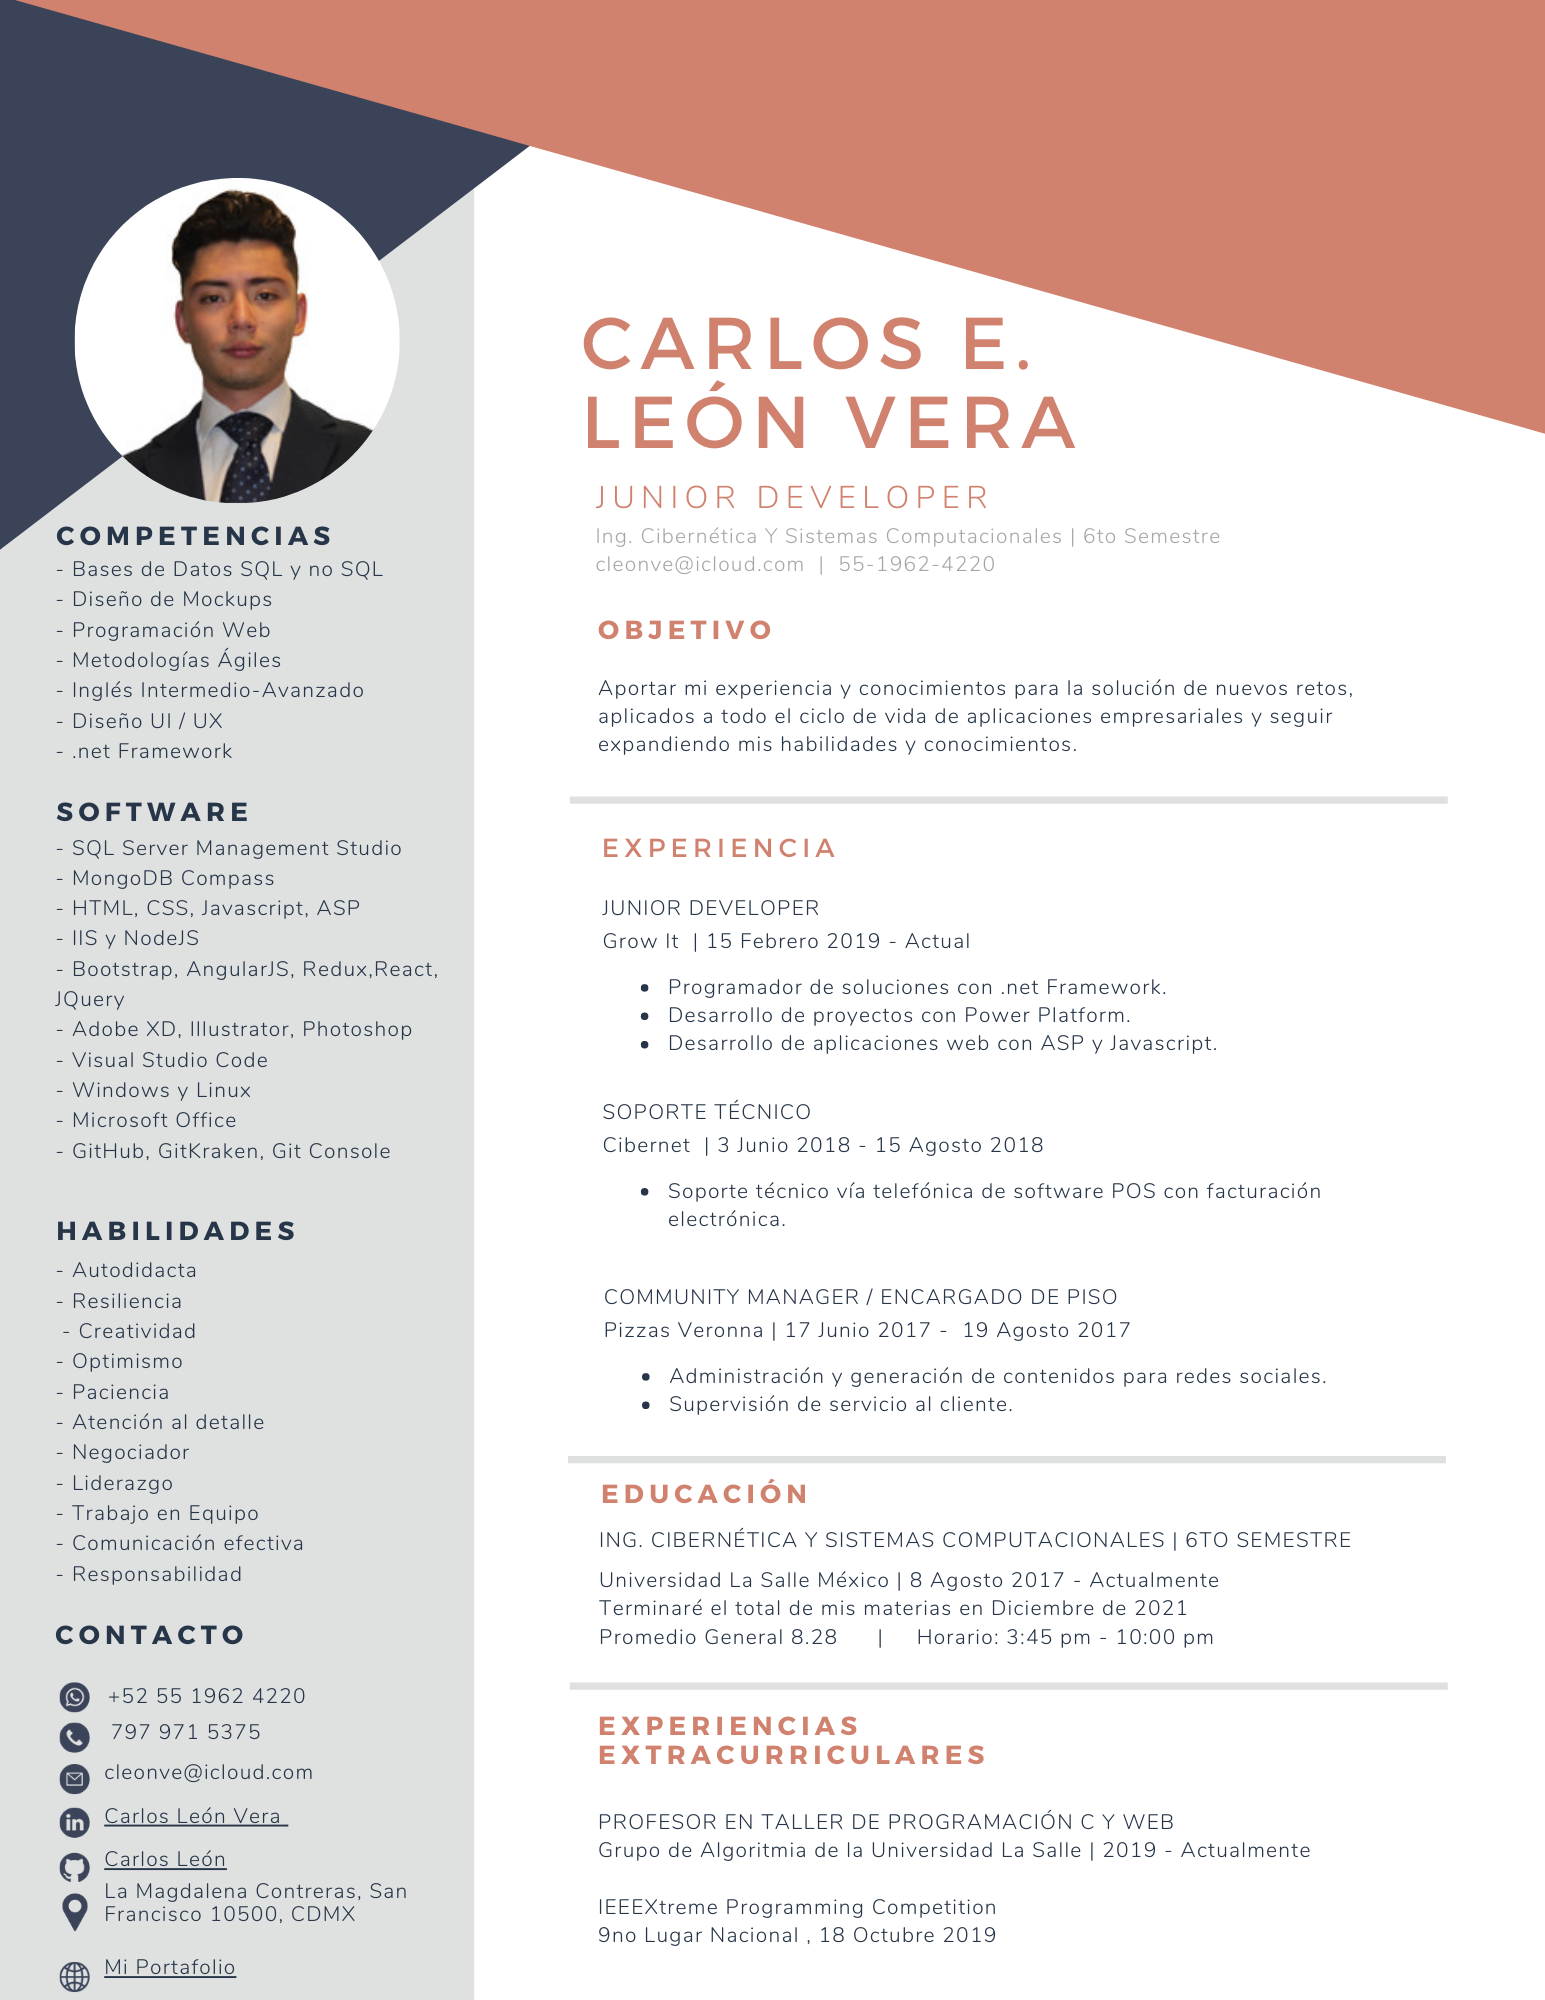 CARLOS E.
LEÓN VERA
JUNIOR DEVELOPER
Ing. Cibernética Y Sistemas Computacionales | 6to Semestre
cleonve@icloud.com | 55-1962-4220
COMPETENCIAS
- Bases de Datos SQL y no SQL
- Diseño de Mockups
- Programación Web
- Metodologías Ágiles
- Inglés Intermedio-Avanzado
- Diseño UI / UX
- .net Framework
SOFTWARE
- SQL Server Management Studio
- MongoDB Compass
- HTML, CSS, Javascript, ASP
- IIS y NodeJS
- Bootstrap, AngularJS, Redux,React,
JQuery
- Adobe XD, Illustrator, Photoshop
- Visual Studio Code
- Windows y Linux
- Microsoft Office
- GitHub, GitKraken, Git Console
HABILIDADES
- Autodidacta
- Resiliencia
- Creatividad
- Optimismo
- Paciencia
- Atención al detalle
- Negociador
- Liderazgo
- Trabajo en Equipo
- Comunicación efectiva
- Responsabilidad
CONTACTO
+52 55 1962 4220
797 971 5375
cleonve@icloud.com
in
Carlos León Vera
Carlos León
La Magdalena Contreras, San
Francisco 10500, CDMX
Mi Portafolio
OBJETIVO
Aportar mi experiencia y conocimientos para la solución de nuevos retos,
aplicados a todo el ciclo de vida de aplicaciones empresariales y seguir
expandiendo mis habilidades y conocimientos.
EXPERIENCIA
JUNIOR DEVELOPER
Grow It | 15 Febrero 2019 - Actual
• Programador de soluciones con .net Framework.
• Desarrollo de proyectos con Power Platform.
• Desarrollo de aplicaciones web con ASP y Javascript.
SOPORTE TÉCNICO
Cibernet | 3 Junio 2018 - 15 Agosto 2018
• Soporte técnico vía telefónica de software POS con facturación
electrónica.
COMMUNITY MANAGER / ENCARGADO DE PISO
Pizzas Veronna | 17 Junio 2017 - 19 Agosto 2017
• Administración y generación de contenidos para redes sociales.
• Supervisión de servicio al cliente.
EDUCACIÓN
ING. CIBERNÉTICA Y SISTEMAS COMPUTACIONALES | 6TO SEMESTRE
Universidad La Salle México | 8 Agosto 2017 - Actualmente
Terminaré el total de mis materias en Diciembre de 2021
Promedio General 8.28 | Horario: 3:45 pm - 10:00 pm
EXPERIENCIAS
EXTRACURRICULARES
PROFESOR EN TALLER DE PROGRAMACIÓN C Y WEB
Grupo de Algoritmia de la Universidad La Salle | 2019 - Actualmente
IEEEXtreme Programming Competition
9no Lugar Nacional , 18 Octubre 2019